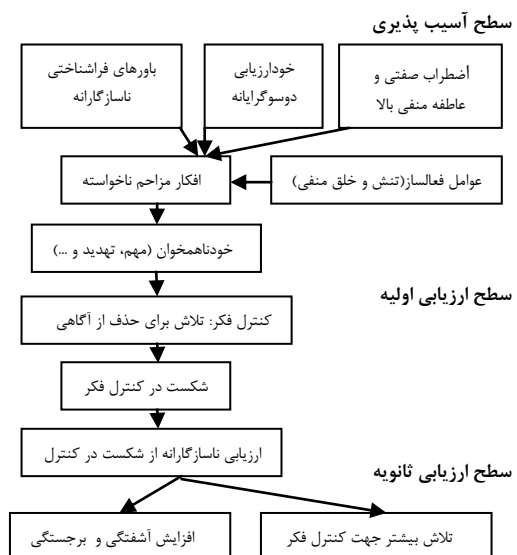 سطح آسیب پذیری
أضطراب صفتی و
عاطفه منفی بالا
خودارزیابی
دوسوگرایانه
باورهای فراشناختی
ناسازگارانه
عوامل فعالساز(تنش و خلق منفی)
افکار مزاحم ناخواسته
خودناهمخوان (مهم، تهدید و ...)
سطح ارزیابی اولیه
کنترل فکر: تلاش برای حذف از آگاهی
شکست در کنترل فکر
ارزیابی ناسازگارانه از شکست در کنترل
سطح ارزیابی ثانویه
تلاش بیشتر جهت کنترل فکر
افزایش آشفتگی و برجستگی